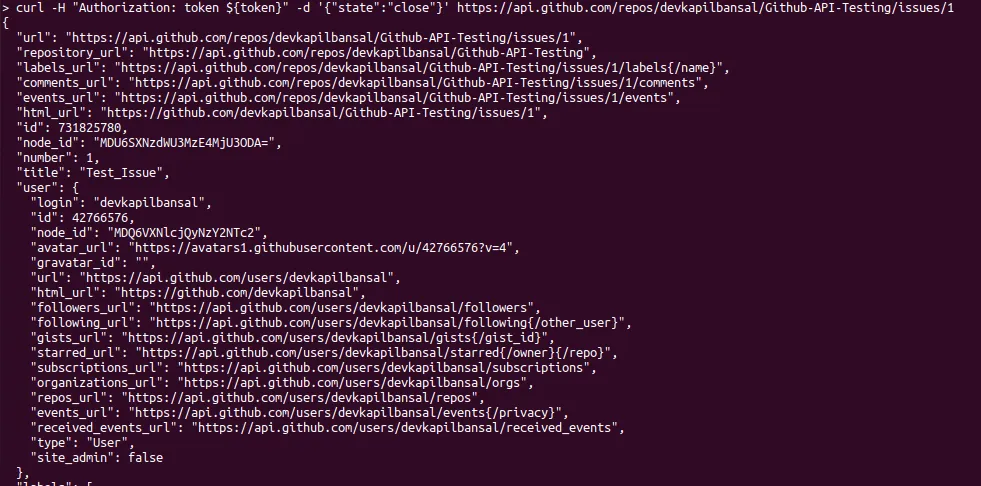 > curl -H "Authorization: token ${token}" -d '{"state":"close"}' https://api.github.com/repos/devkapilbansal/Github-API-Testing/issues/1
{
  "url": "https://api.github.com/repos/devkapilbansal/Github-API-Testing/issues/1",
  "repository_url": "https://api.github.com/repos/devkapilbansal/Github-API-Testing",
  "labels_url": "https://api.github.com/repos/devkapilbansal/Github-API-Testing/issues/1/labels{/name}",
  "comments_url": "https://api.github.com/repos/devkapilbansal/Github-API-Testing/issues/1/comments",
  "events_url": "https://api.github.com/repos/devkapilbansal/Github-API-Testing/issues/1/events",
  "html_url": "https://github.com/devkapilbansal/Github-API-Testing/issues/1",
  "id": 731825780,
  "node_id": "MDU6SXNzdWU3MzE4MjU3ODA=",
  "number": 1,
  "title": "Test_Issue",
  "user": {
    "login": "devkapilbansal",
    "id": 42766576,
    "node_id": "MDQ6VXNlcjQyNzY2NTc2",
    "avatar_url": "https://avatars1.githubusercontent.com/u/42766576?v=4",
    "gravatar_id": "",
    "url": "https://api.github.com/users/devkapilbansal",
    "html_url": "https://github.com/devkapilbansal",
    "followers_url": "https://api.github.com/users/devkapilbansal/followers",
    "following_url": "https://api.github.com/users/devkapilbansal/following{/other_user}",
    "gists_url": "https://api.github.com/users/devkapilbansal/gists{/gist_id}",
    "starred_url": "https://api.github.com/users/devkapilbansal/starred{/owner}{/repo}",
    "subscriptions_url": "https://api.github.com/users/devkapilbansal/subscriptions",
    "organizations_url": "https://api.github.com/users/devkapilbansal/orgs",
    "repos_url": "https://api.github.com/users/devkapilbansal/repos",
    "events_url": "https://api.github.com/users/devkapilbansal/events{/privacy}",
    "received_events_url": "https://api.github.com/users/devkapilbansal/received_events",
    "type": "User",
    "site_admin": false
  },
  "labels": [